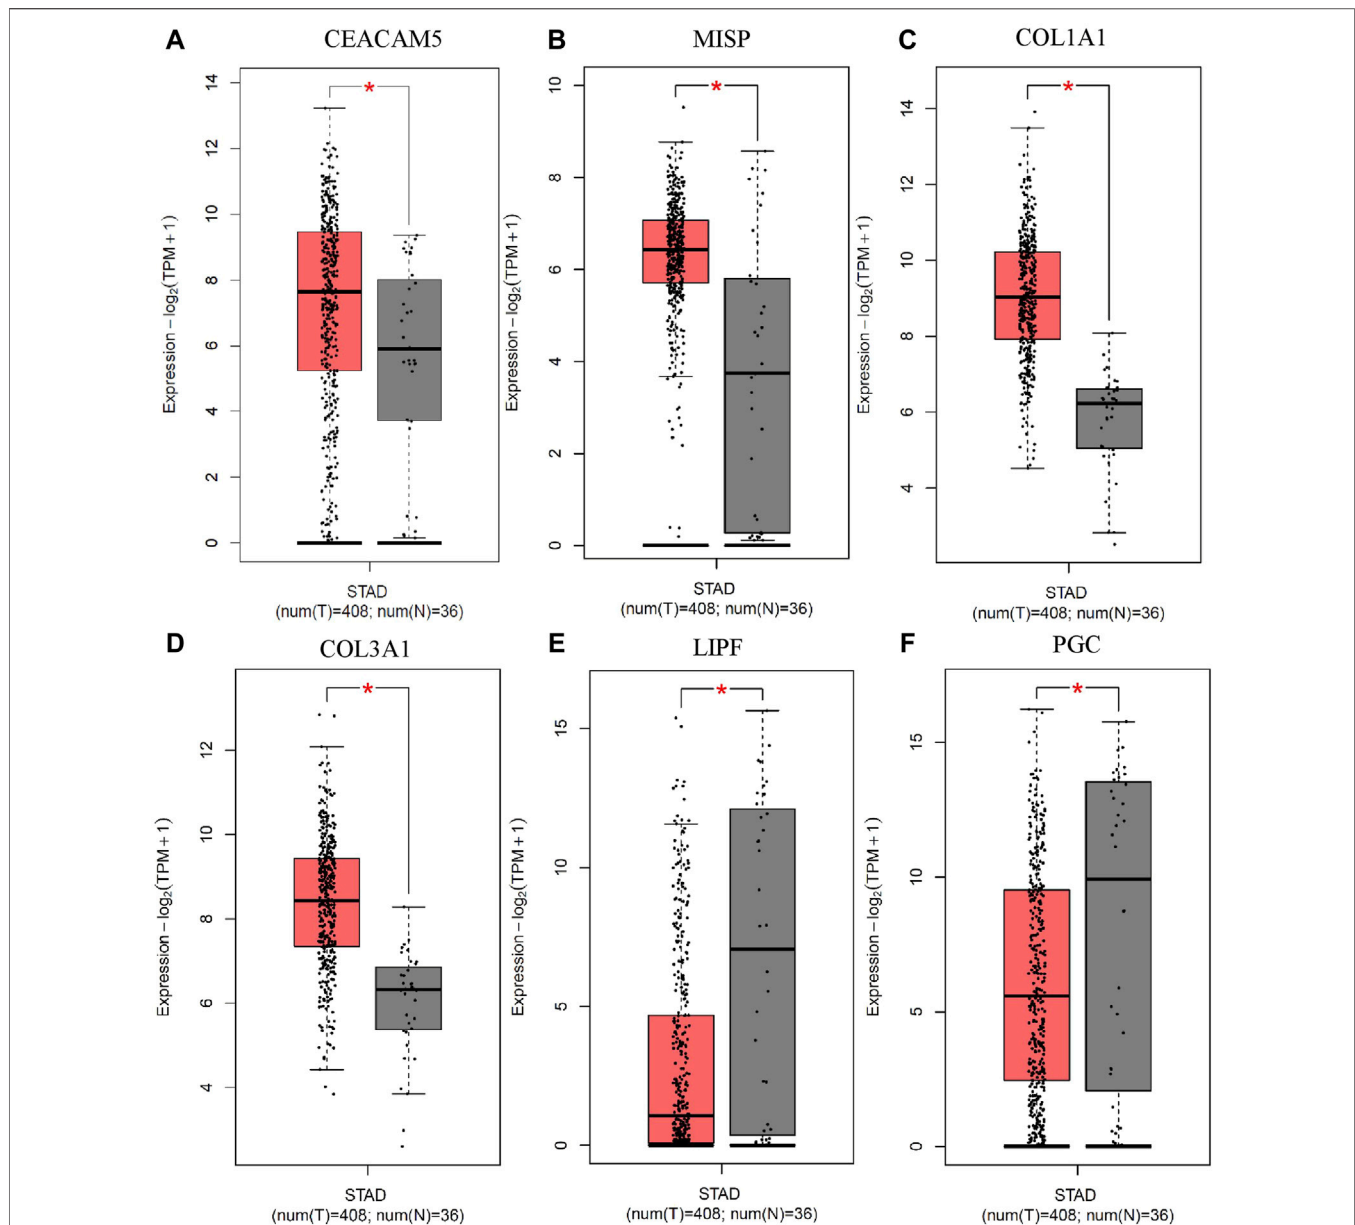 A CEACAM5
14
12
10
8
6
4
2
0
Expression – log2(TPM + 1)
*
STAD
(num(T)=408; num(N)=36)
B MISP
10
8
6
4
2
0
Expression – log2(TPM + 1)
*
STAD
(num(T)=408; num(N)=36)
C COL1A1
14
12
10
8
6
4
Expression – log2(TPM + 1)
*
STAD
(num(T)=408; num(N)=36)
D COL3A1
12
10
8
6
4
Expression – log2(TPM + 1)
*
STAD
(num(T)=408; num(N)=36)
E LIPF
15
10
5
0
Expression – log2(TPM + 1)
*
STAD
(num(T)=408; num(N)=36)
F PGC
15
10
5
0
Expression – log2(TPM + 1)
*
STAD
(num(T)=408; num(N)=36)